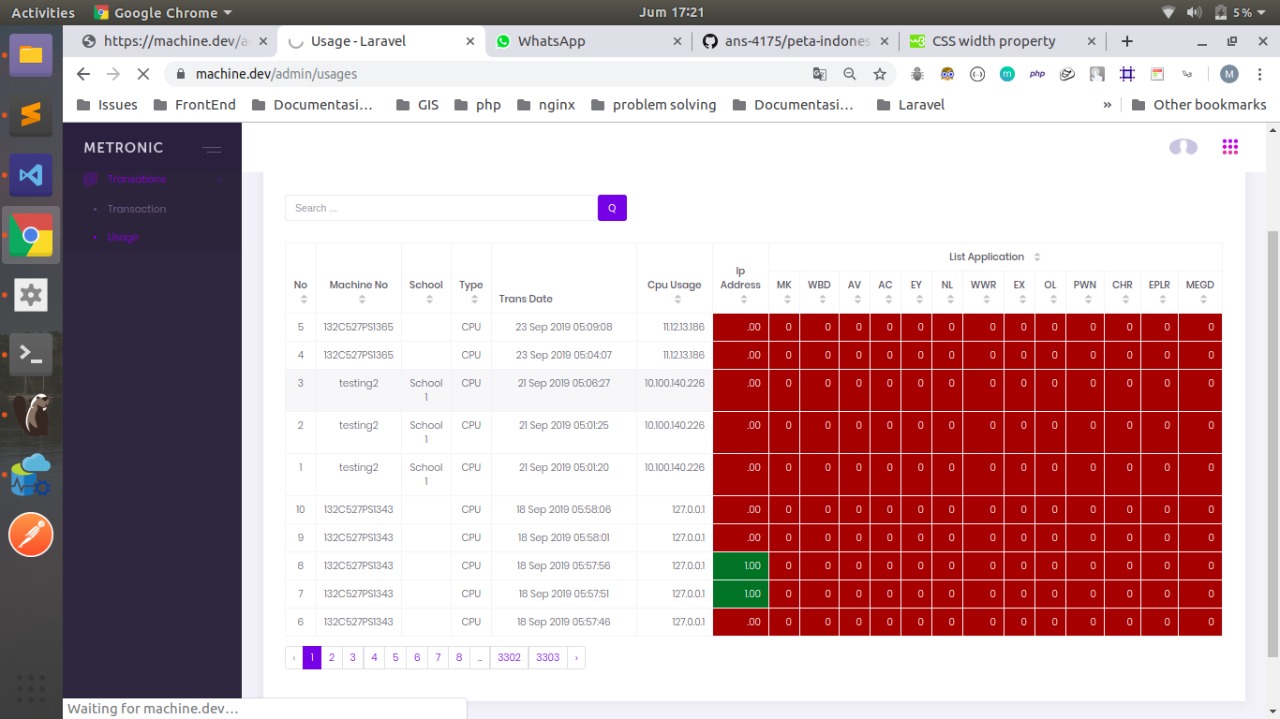 Activities Google Chrome Jum 17:21 5%
https://machine.dev/a Usage - Laravel WhatsApp ans-4175/peta-indones CSS width property
machine.dev/admin/usages php M
Issues FrontEnd Documentasi... GIS php nginx problem solving Documentasi... Laravel » Other bookmarks
METRONIC
Transations
Transaction
Usage
Search ... Q
List Application
No Machine No School Type Trans Date Cpu Usage Ip Address MK WBD AV AC EY NL WWR EX OL PWN CHR EPLR MEGD
5 132C527PS1365 CPU 23 Sep 2019 05:09:08 11.12.13.186 .00 0 0 0 0 0 0 0 0 0 0 0 0 0
4 132C527PS1365 CPU 23 Sep 2019 05:04:07 11.12.13.186 .00 0 0 0 0 0 0 0 0 0 0 0 0 0
3 testing2 School 1 CPU 21 Sep 2019 05:06:27 10.100.140.226 .00 0 0 0 0 0 0 0 0 0 0 0 0 0
2 testing2 School 1 CPU 21 Sep 2019 05:01:25 10.100.140.226 .00 0 0 0 0 0 0 0 0 0 0 0 0 0
1 testing2 School 1 CPU 21 Sep 2019 05:01:20 10.100.140.226 .00 0 0 0 0 0 0 0 0 0 0 0 0 0
10 132C527PS1343 CPU 18 Sep 2019 05:58:06 127.0.0.1 .00 0 0 0 0 0 0 0 0 0 0 0 0 0
9 132C527PS1343 CPU 18 Sep 2019 05:58:01 127.0.0.1 .00 0 0 0 0 0 0 0 0 0 0 0 0 0
8 132C527PS1343 CPU 18 Sep 2019 05:57:56 127.0.0.1 1.00 0 0 0 0 0 0 0 0 0 0 0 0 0
7 132C527PS1343 CPU 18 Sep 2019 05:57:51 127.0.0.1 1.00 0 0 0 0 0 0 0 0 0 0 0 0 0
6 132C527PS1343 CPU 18 Sep 2019 05:57:46 127.0.0.1 .00 0 0 0 0 0 0 0 0 0 0 0 0 0
‹ 1 2 3 4 5 6 7 8 ... 3302 3303 ›
Waiting for machine.dev...